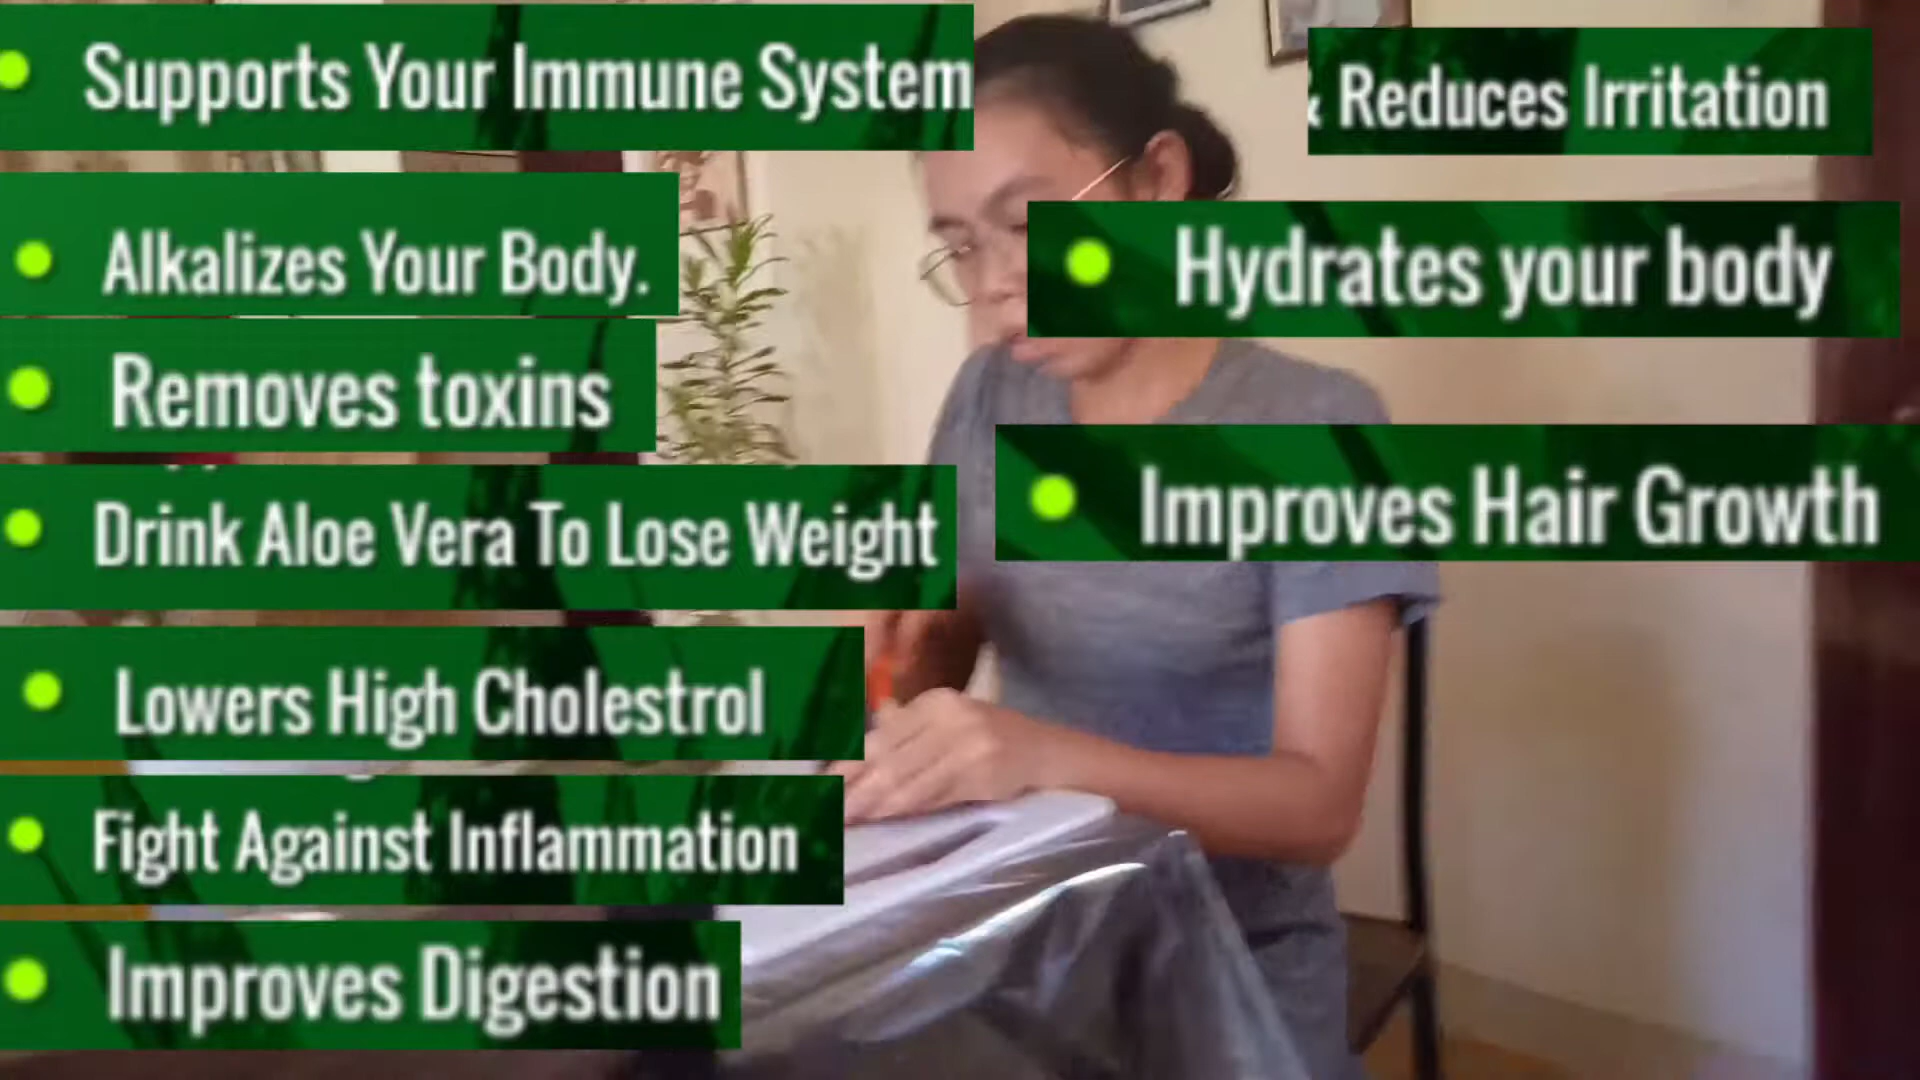 Supports Your Immune System
Alkalizes Your Body.
Removes toxins
Drink Aloe Vera To Lose Weight
Lowers High Cholestrol
Fight Against Inflammation
Improves Digestion
& Reduces Irritation
Hydrates your body
Improves Hair Growth